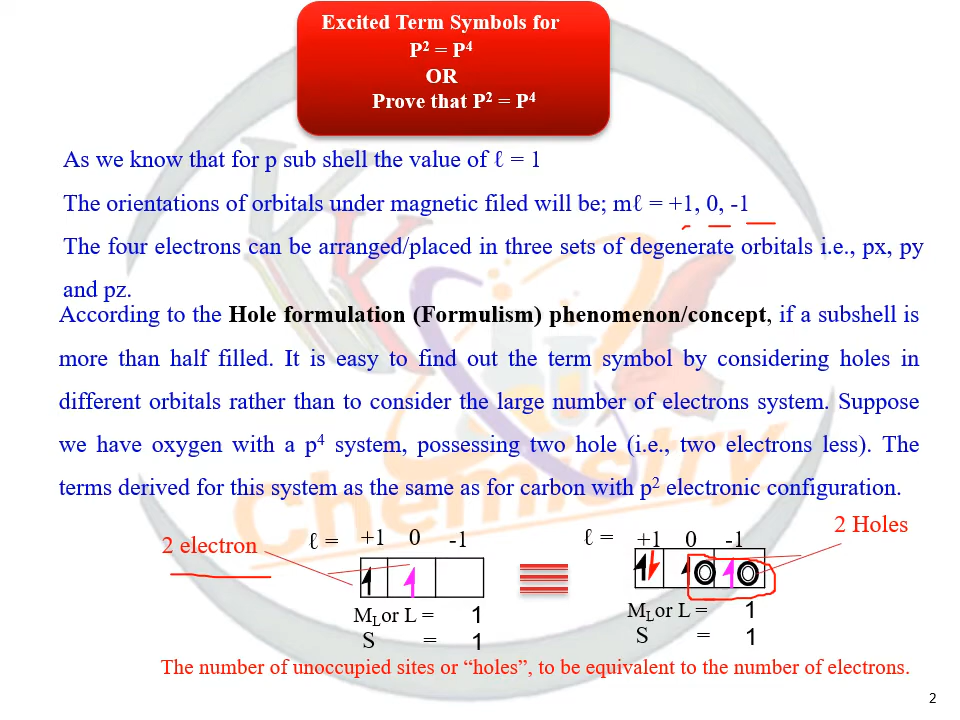 Excited Term Symbols for
P² = P⁴
OR
Prove that P² = P⁴
As we know that for p sub shell the value of ℓ = 1
The orientations of orbitals under magnetic filed will be; mℓ = +1, 0, -1
The four electrons can be arranged/placed in three sets of degenerate orbitals i.e., px, py
and pz.
According to the Hole formulation (Formulism) phenomenon/concept, if a subshell is
more than half filled. It is easy to find out the term symbol by considering holes in
different orbitals rather than to consider the large number of electrons system. Suppose
we have oxygen with a p⁴ system, possessing two hole (i.e., two electrons less). The
terms derived for this system as the same as for carbon with p² electronic configuration.
2 electron
ℓ = +1 0 -1
M_L or L = 1
S = 1
2 Holes
ℓ = +1 0 -1
M_L or L = 1
S = 1
The number of unoccupied sites or “holes”, to be equivalent to the number of electrons.
Chemistry
2